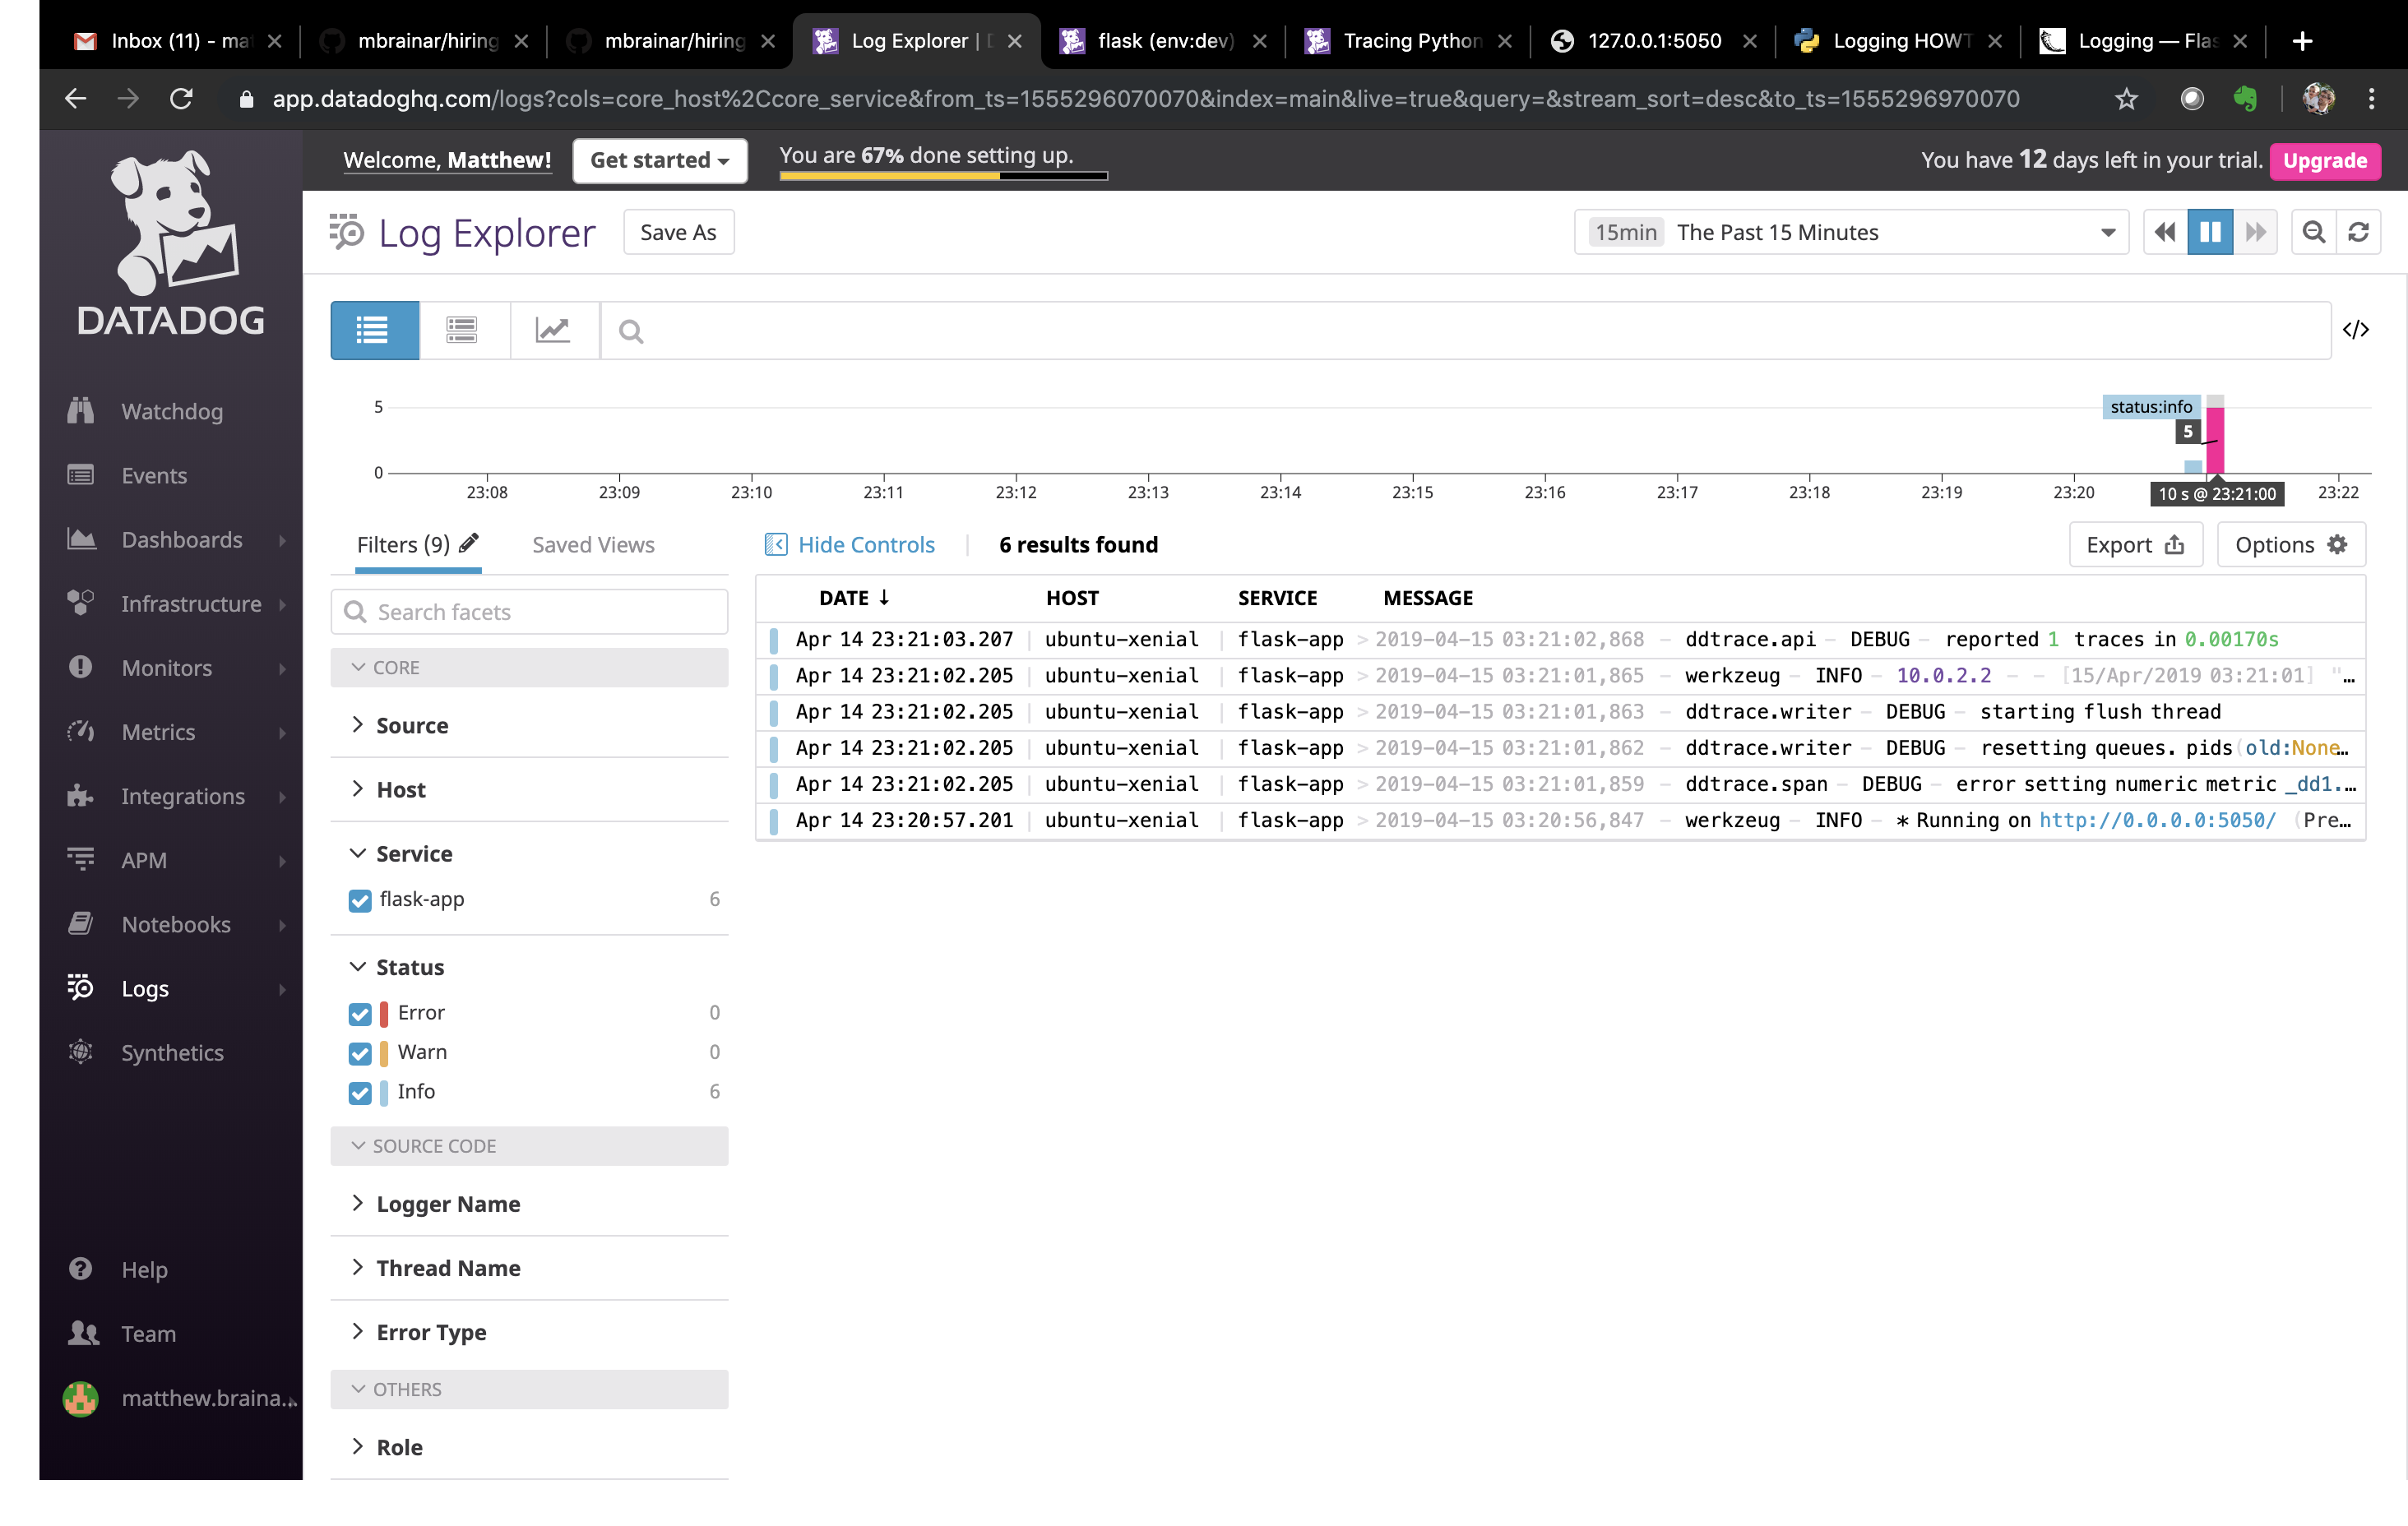 Inbox (11) - ma
mbrainar/hiring
mbrainar/hiring
Log Explorer | D
flask (env:dev)
Tracing Python
127.0.0.1:5050
Logging HOWT
Logging — Flas
app.datadoghq.com/logs?cols=core_host%2Ccore_service&from_ts=1555296070070&index=main&live=true&query=&stream_sort=desc&to_ts=1555296970070
DATADOG
Welcome, Matthew!
Get started
You are 67% done setting up.
You have 12 days left in your trial.
Upgrade
Log Explorer
Save As
15min The Past 15 Minutes
</>
Watchdog
Events
Dashboards
Infrastructure
Monitors
Metrics
Integrations
APM
Notebooks
Logs
Synthetics
Help
Team
matthew.braina...
5
0
status:info
5
23:08 23:09 23:10 23:11 23:12 23:13 23:14 23:15 23:16 23:17 23:18 23:19 23:20 10 s @ 23:21:00 23:22
Filters (9)
Saved Views
Hide Controls
6 results found
Export
Options
Search facets
CORE
Source
Host
Service
flask-app 6
Status
Error 0
Warn 0
Info 6
SOURCE CODE
Logger Name
Thread Name
Error Type
OTHERS
Role
DATE ↓ HOST SERVICE MESSAGE
Apr 14 23:21:03.207 | ubuntu-xenial | flask-app > 2019-04-15 03:21:02,868 - ddtrace.api - DEBUG - reported 1 traces in 0.00170s
Apr 14 23:21:02.205 | ubuntu-xenial | flask-app > 2019-04-15 03:21:01,865 - werkzeug - INFO - 10.0.2.2 - - [15/Apr/2019 03:21:01] "...
Apr 14 23:21:02.205 | ubuntu-xenial | flask-app > 2019-04-15 03:21:01,863 - ddtrace.writer - DEBUG - starting flush thread
Apr 14 23:21:02.205 | ubuntu-xenial | flask-app > 2019-04-15 03:21:01,862 - ddtrace.writer - DEBUG - resetting queues. pids(old:None...
Apr 14 23:21:02.205 | ubuntu-xenial | flask-app > 2019-04-15 03:21:01,859 - ddtrace.span - DEBUG - error setting numeric metric _dd1....
Apr 14 23:20:57.201 | ubuntu-xenial | flask-app > 2019-04-15 03:20:56,847 - werkzeug - INFO - * Running on http://0.0.0.0:5050/ (Pre...